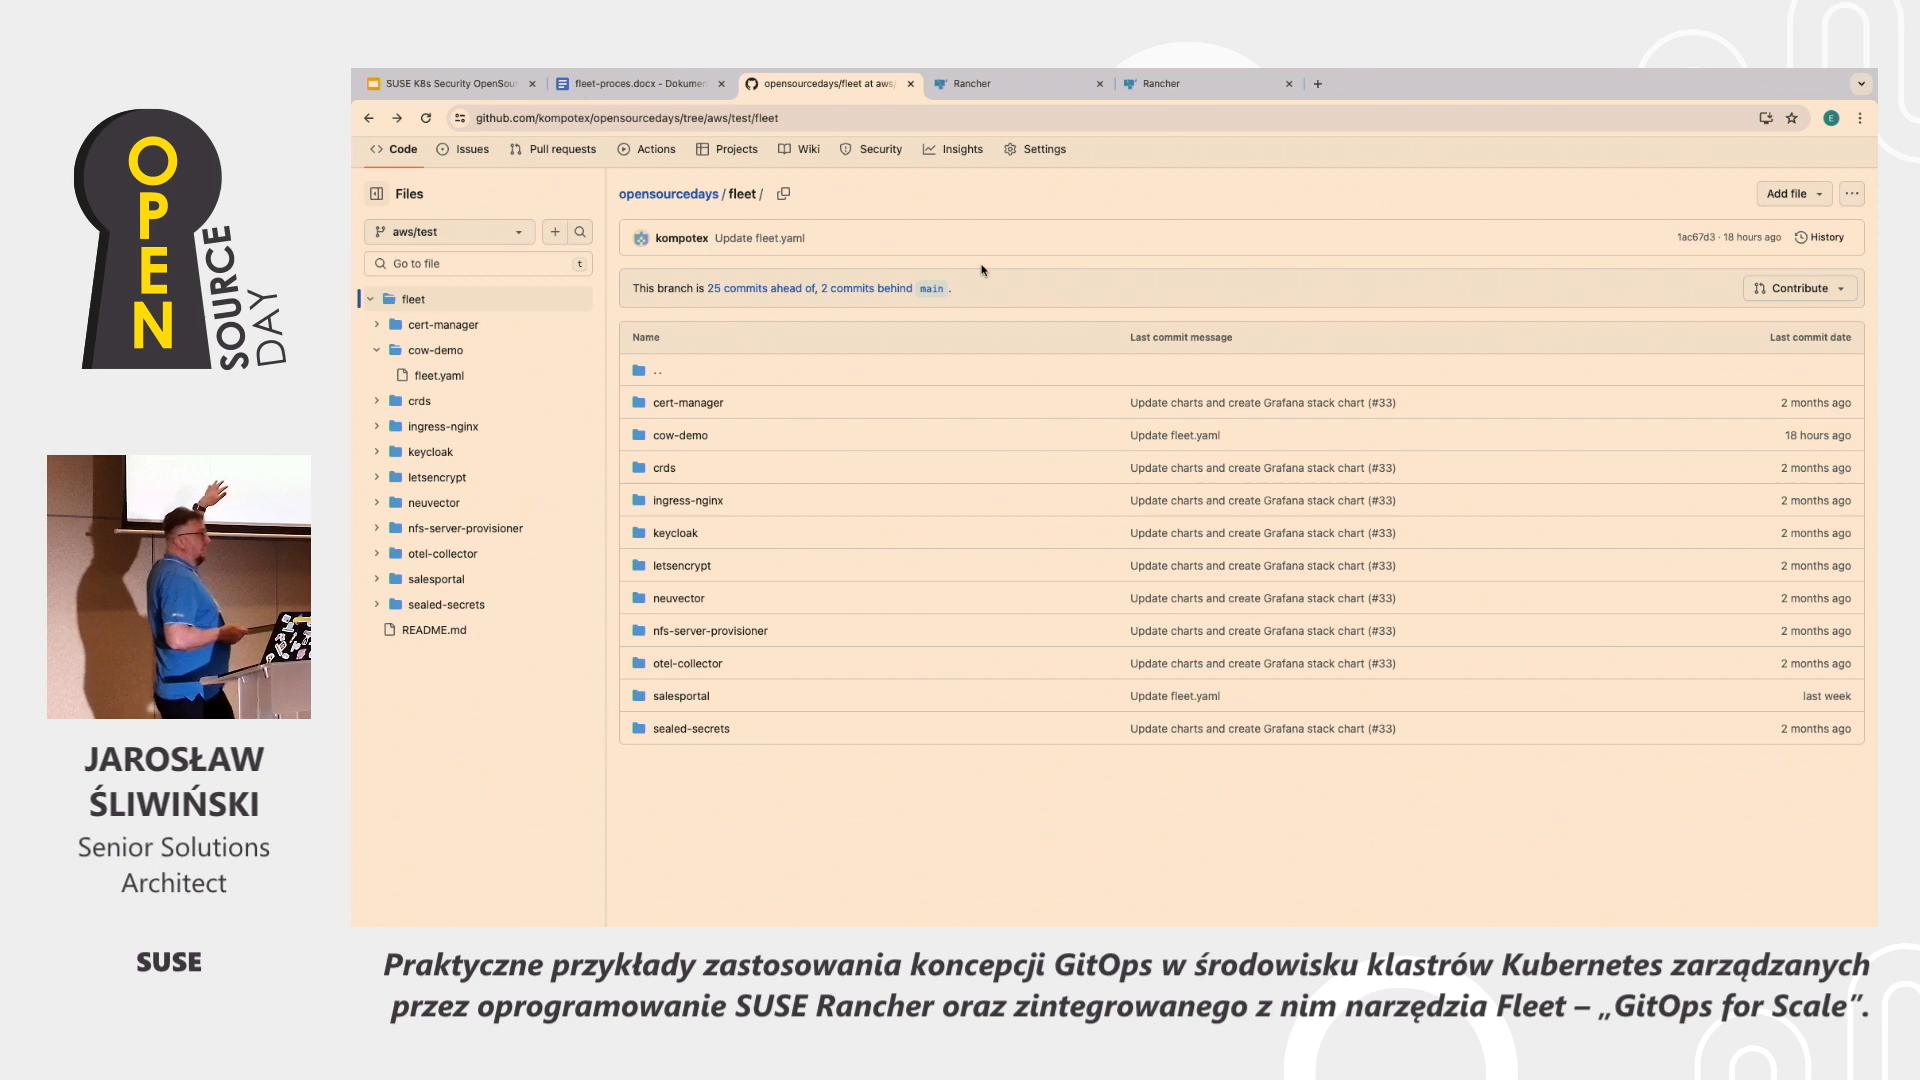 OPEN
SOURCE
DAY
SUSE K8s Security OpenSou
fleet-proces.docx - Dokumen
opensourcedays/fleet at aws/
Rancher
Rancher
github.com/kompotex/opensourcedays/tree/aws/test/fleet
E
Code
Issues
Pull requests
Actions
Projects
Wiki
Security
Insights
Settings
Files
opensourcedays / fleet /
Add file
aws/test
kompotex Update fleet.yaml
1ac67d3 · 18 hours ago
History
Go to file
t
This branch is 25 commits ahead of, 2 commits behind main .
Contribute
fleet
cert-manager
cow-demo
fleet.yaml
crds
ingress-nginx
keycloak
letsencrypt
neuvector
nfs-server-provisioner
otel-collector
salesportal
sealed-secrets
README.md
Name Last commit message Last commit date
..
cert-manager Update charts and create Grafana stack chart (#33) 2 months ago
cow-demo Update fleet.yaml 18 hours ago
crds Update charts and create Grafana stack chart (#33) 2 months ago
ingress-nginx Update charts and create Grafana stack chart (#33) 2 months ago
keycloak Update charts and create Grafana stack chart (#33) 2 months ago
letsencrypt Update charts and create Grafana stack chart (#33) 2 months ago
neuvector Update charts and create Grafana stack chart (#33) 2 months ago
nfs-server-provisioner Update charts and create Grafana stack chart (#33) 2 months ago
otel-collector Update charts and create Grafana stack chart (#33) 2 months ago
salesportal Update fleet.yaml last week
sealed-secrets Update charts and create Grafana stack chart (#33) 2 months ago
JAROSŁAW
ŚLIWIŃSKI
Senior Solutions
Architect
SUSE
Praktyczne przykłady zastosowania koncepcji GitOps w środowisku klastrów Kubernetes zarządzanych
przez oprogramowanie SUSE Rancher oraz zintegrowanego z nim narzędzia Fleet – „GitOps for Scale”.